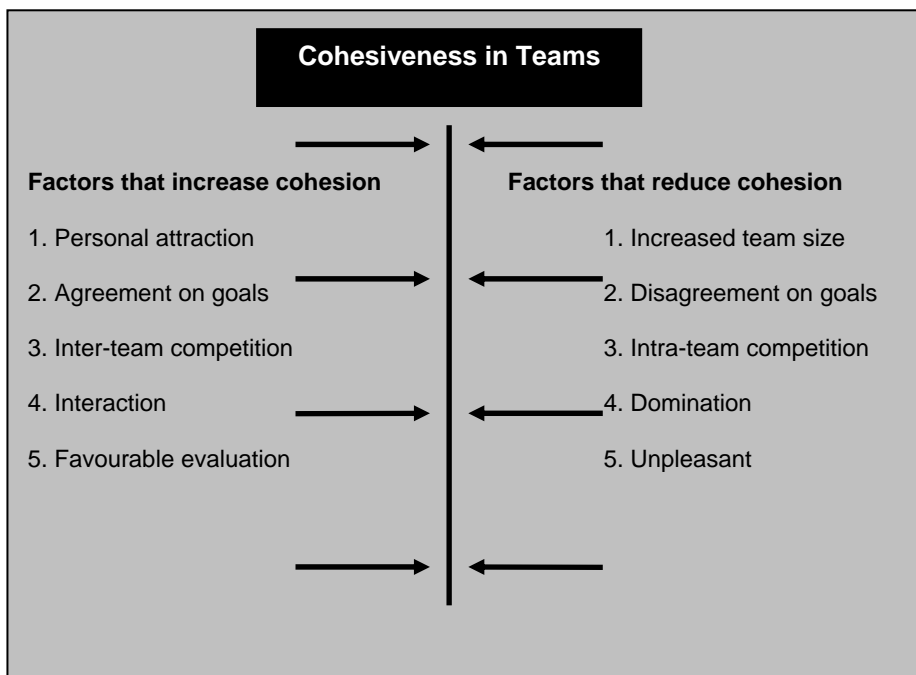 Cohesiveness in Teams
Factors that increase cohesion
1. Personal attraction
2. Agreement on goals
3. Inter-team competition
4. Interaction
5. Favourable evaluation
Factors that reduce cohesion
1. Increased team size
2. Disagreement on goals
3. Intra-team competition
4. Domination
5. Unpleasant